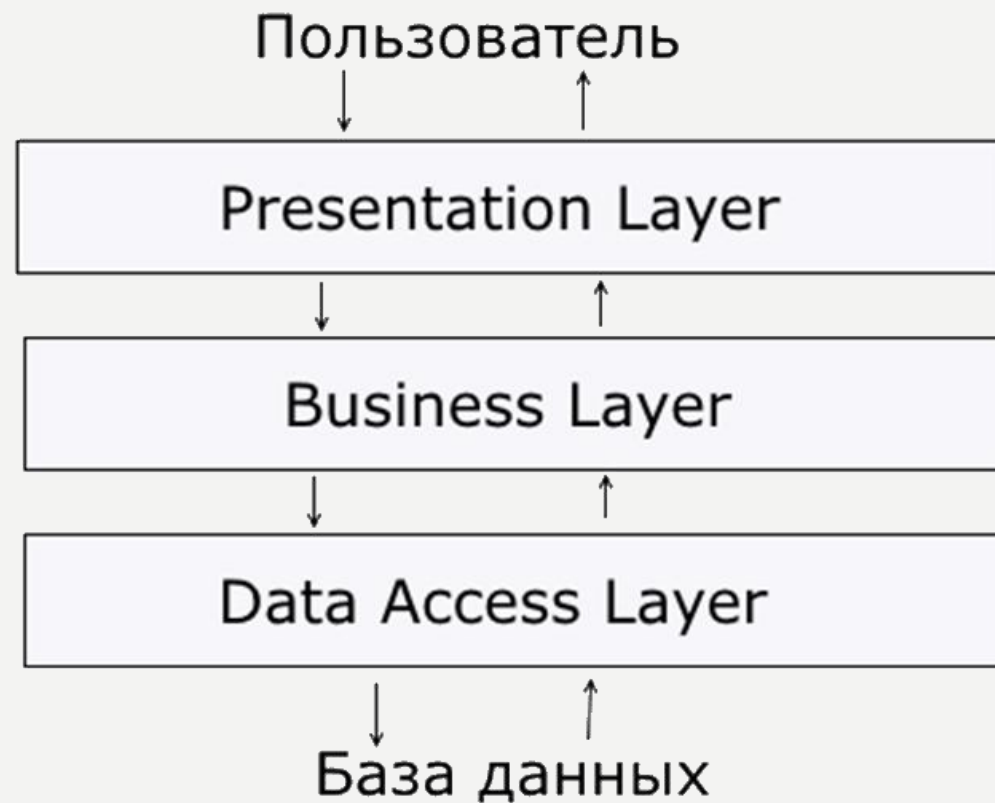 Пользователь
Presentation Layer
Business Layer
Data Access Layer
База данных